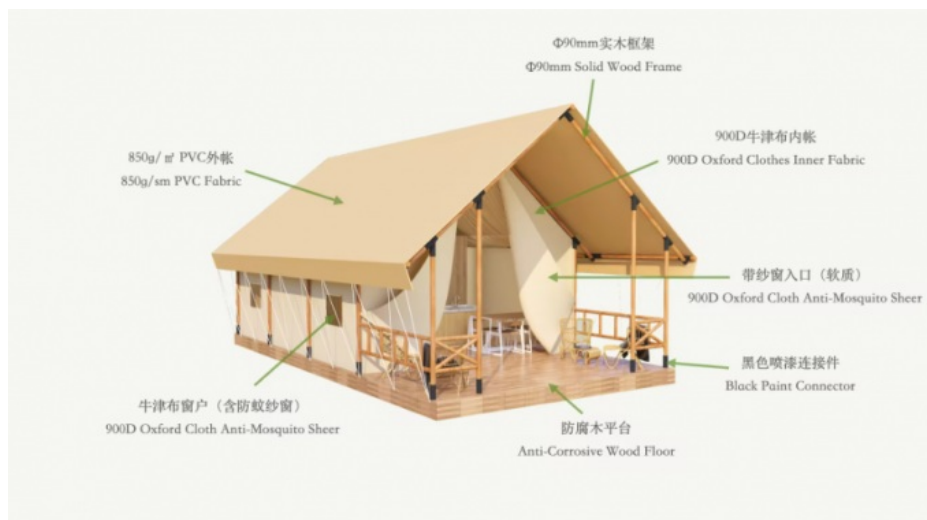 Φ90mm实木框架
Φ90mm Solid Wood Frame
900D牛津布内帐
900D Oxford Clothes Inner Fabric
850g/㎡ PVC外帐
850g/sm PVC Fabric
带纱窗入口（软质）
900D Oxford Cloth Anti-Mosquito Sheer
黑色喷漆连接件
Black Paint Connector
牛津布窗户（含防蚊纱窗）
900D Oxford Cloth Anti-Mosquito Sheer
防腐木平台
Anti-Corrosive Wood Floor